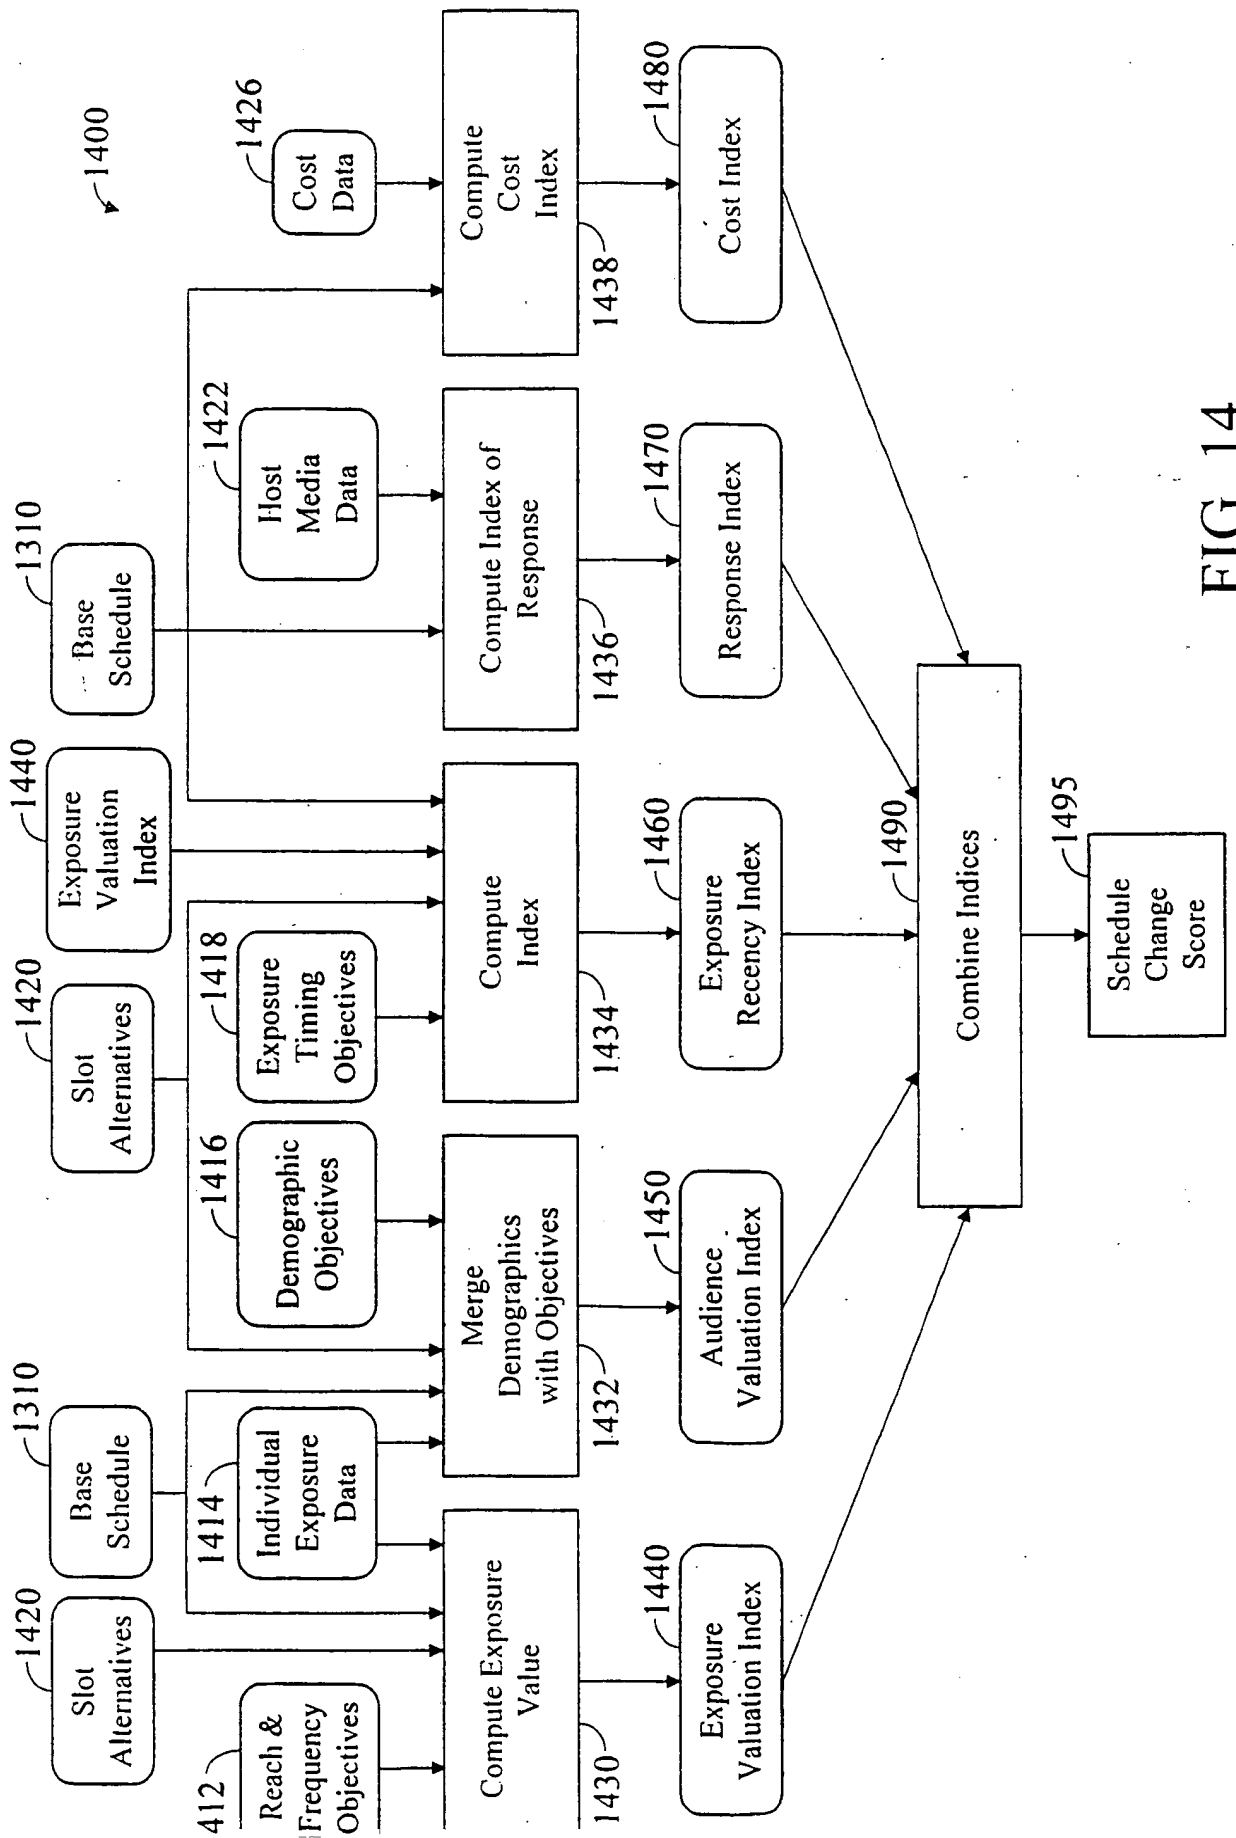 1400
1420
Slot
Alternatives
1310
Base
Schedule
1420
Slot
Alternatives
1440
Exposure
Valuation
Index
1310
Base
Schedule
412
Reach &
Frequency
Objectives
1414
Individual
Exposure
Data
1416
Demographic
Objectives
1418
Exposure
Timing
Objectives
1422
Host
Media
Data
1426
Cost
Data
Compute Exposure
Value
1430
Merge
Demographics
with Objectives
1432
Compute
Index
1434
Compute Index of
Response
1436
Compute
Cost
Index
1438
1440
Exposure
Valuation Index
1450
Audience
Valuation Index
1460
Exposure
Recency Index
1470
Response Index
1480
Cost Index
1490
Combine Indices
1495
Schedule
Change
Score
FIG 14